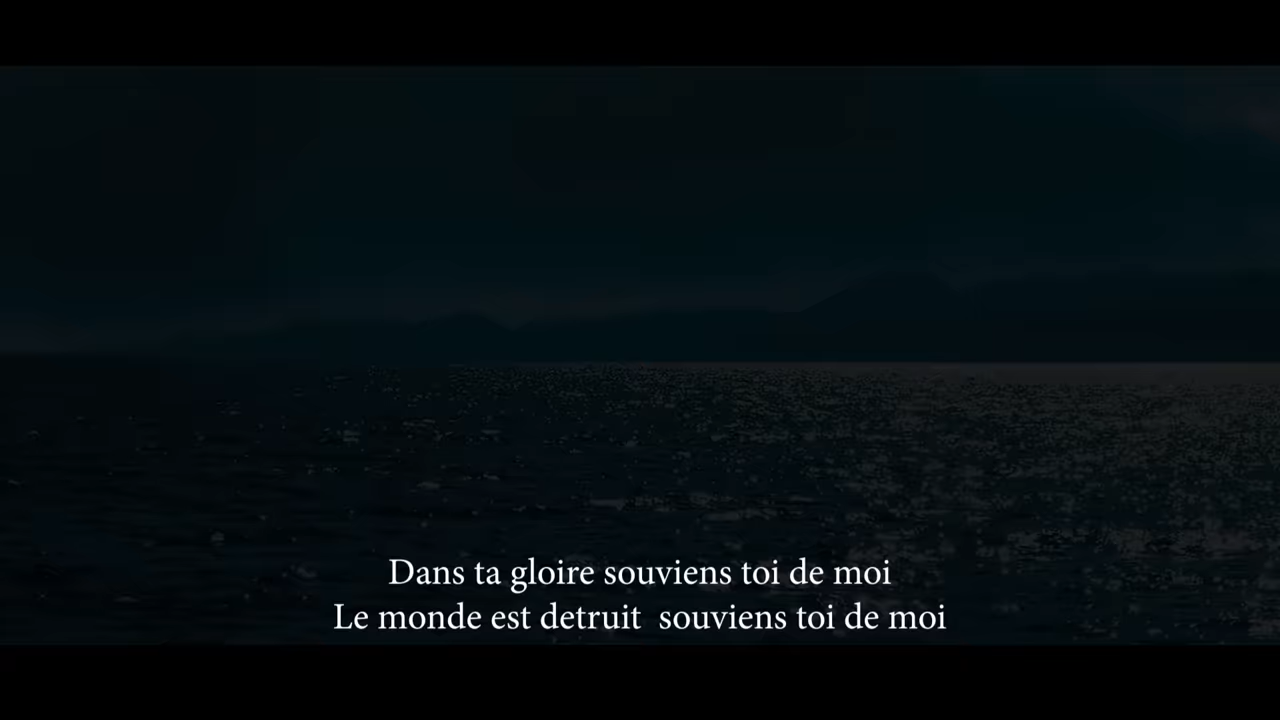 Dans ta gloire souviens toi de moi
Le monde est detruit  souviens toi de moi